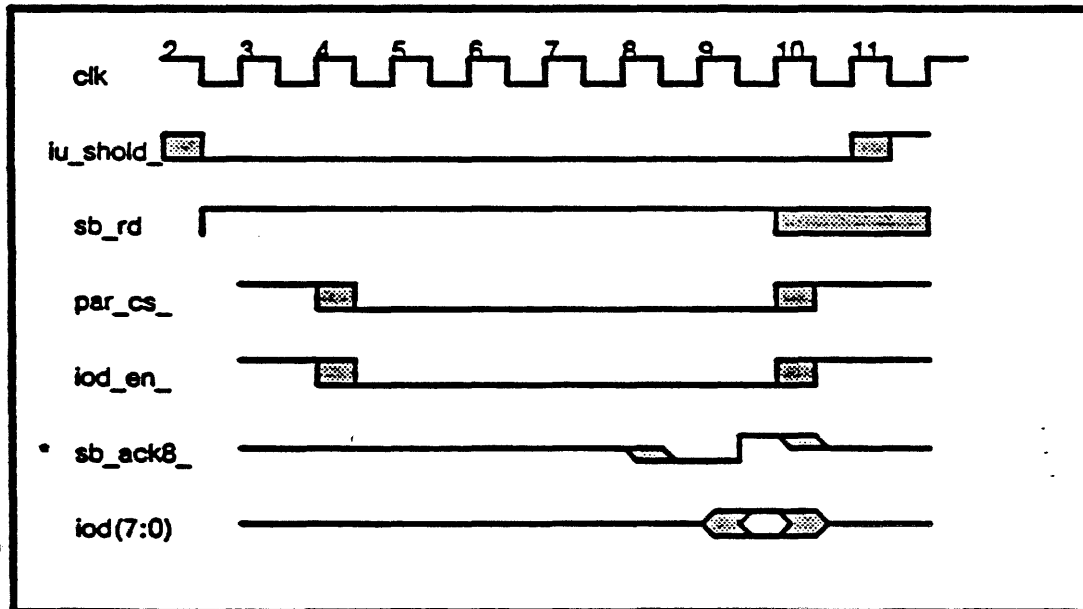 2 3 4 5 6 7 8 9 10 11
clk
iu_shold_
sb_rd
par_cs_
iod_en_
* sb_ack8_
iod(7:0)